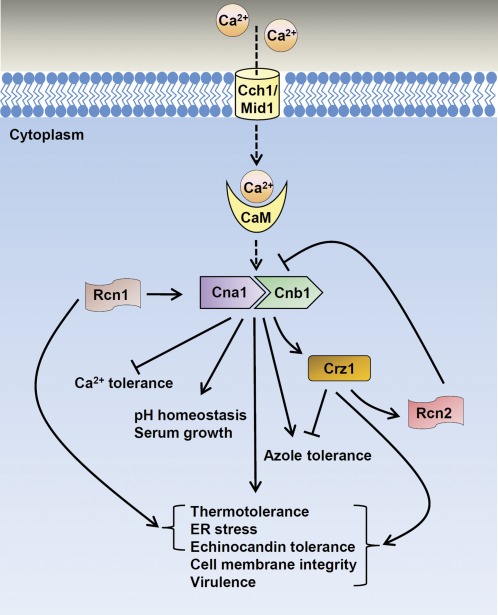 Ca²⁺
Ca²⁺
Cch1/
Mid1
Cytoplasm
Ca²⁺
CaM
Rcn1
Cna1
Cnb1
Crz1
Ca²⁺ tolerance
Rcn2
pH homeostasis
Serum growth
Azole tolerance
Thermotolerance
ER stress
Echinocandin tolerance
Cell membrane integrity
Virulence